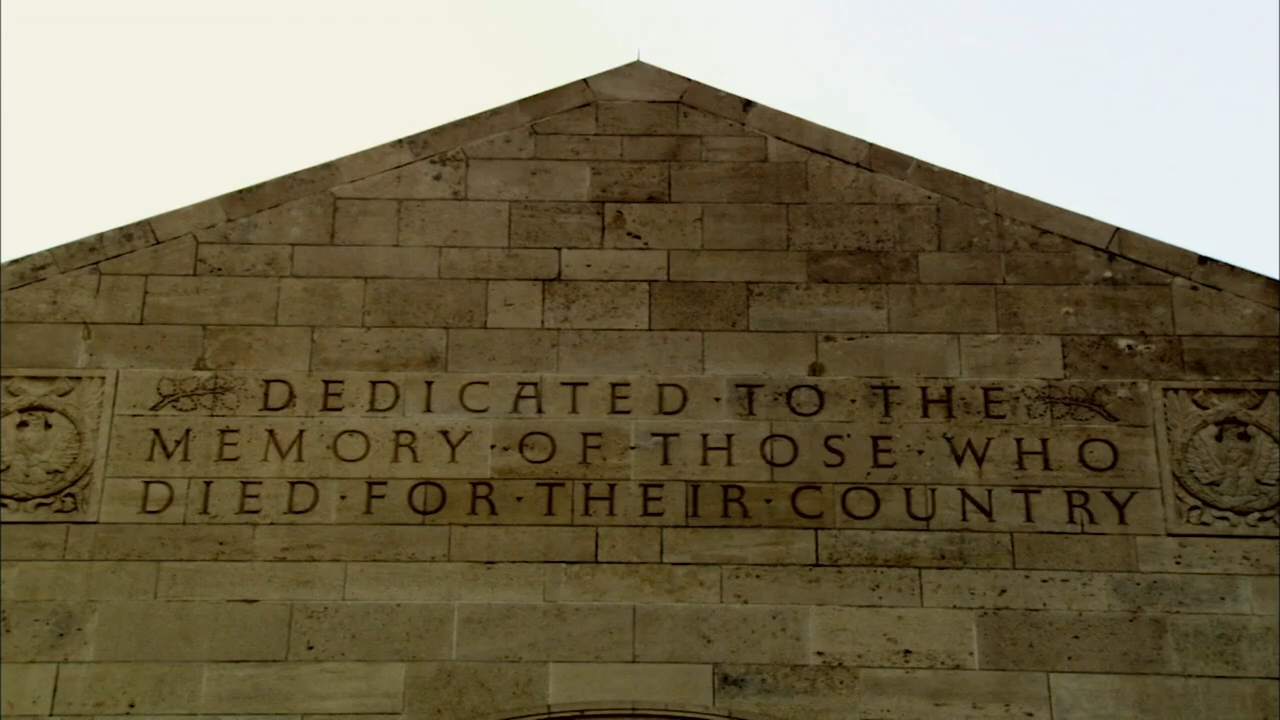 DEDICATED · TO · THE
MEMORY · OF · THOSE · WHO
DIED · FOR · THEIR · COUNTRY